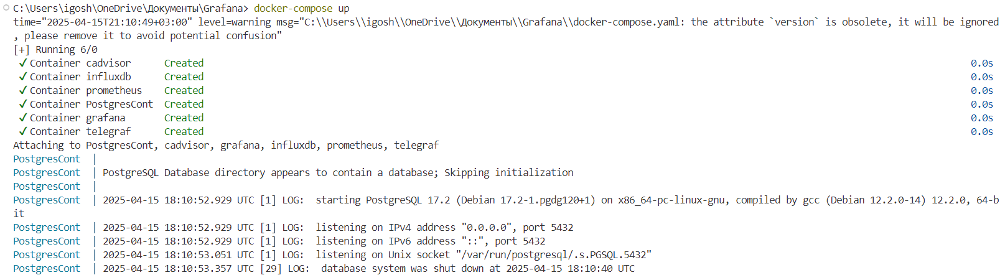 C:\Users\igosh\OneDrive\Документы\Grafana> docker-compose up
time="2025-04-15T21:10:49+03:00" level=warning msg="C:\\Users\\igosh\\OneDrive\\Документы\\Grafana\\docker-compose.yaml: the attribute `version` is obsolete, it will be ignored
, please remove it to avoid potential confusion"
[+] Running 6/0
✓ Container cadvisor Created 0.0s
✓ Container influxdb Created 0.0s
✓ Container prometheus Created 0.0s
✓ Container PostgresCont Created 0.0s
✓ Container grafana Created 0.0s
✓ Container telegraf Created 0.0s
Attaching to PostgresCont, cadvisor, grafana, influxdb, prometheus, telegraf
PostgresCont |
PostgresCont | PostgreSQL Database directory appears to contain a database; Skipping initialization
PostgresCont |
PostgresCont | 2025-04-15 18:10:52.929 UTC [1] LOG: starting PostgreSQL 17.2 (Debian 17.2-1.pgdg120+1) on x86_64-pc-linux-gnu, compiled by gcc (Debian 12.2.0-14) 12.2.0, 64-b
it
PostgresCont | 2025-04-15 18:10:52.929 UTC [1] LOG: listening on IPv4 address "0.0.0.0", port 5432
PostgresCont | 2025-04-15 18:10:52.929 UTC [1] LOG: listening on IPv6 address "::", port 5432
PostgresCont | 2025-04-15 18:10:53.051 UTC [1] LOG: listening on Unix socket "/var/run/postgresql/.s.PGSQL.5432"
PostgresCont | 2025-04-15 18:10:53.357 UTC [29] LOG: database system was shut down at 2025-04-15 18:10:40 UTC